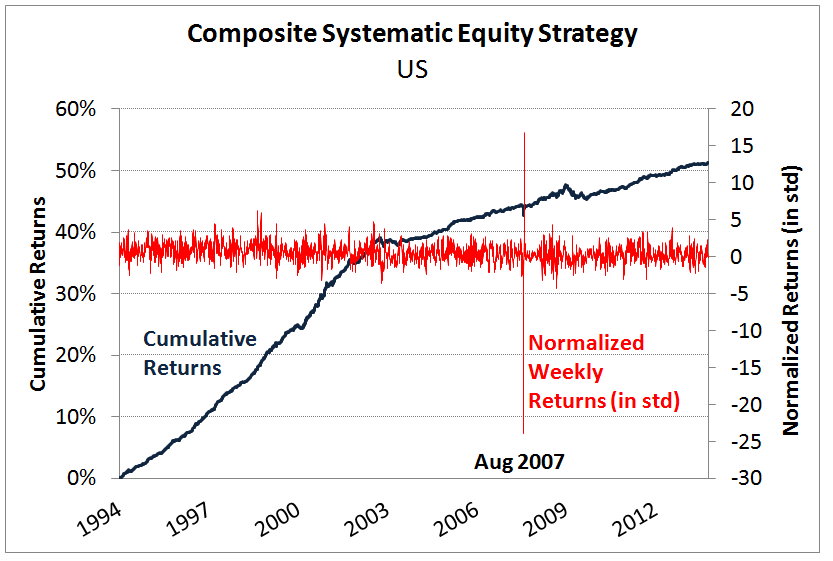 Composite Systematic Equity Strategy
US
60%
50%
40%
30%
20%
10%
0%
Cumulative Returns
20
15
10
5
0
-5
-10
-15
-20
-25
-30
Normalized Returns (in std)
Cumulative
Returns
Normalized
Weekly
Returns (in std)
Aug 2007
1994
1997
2000
2003
2006
2009
2012